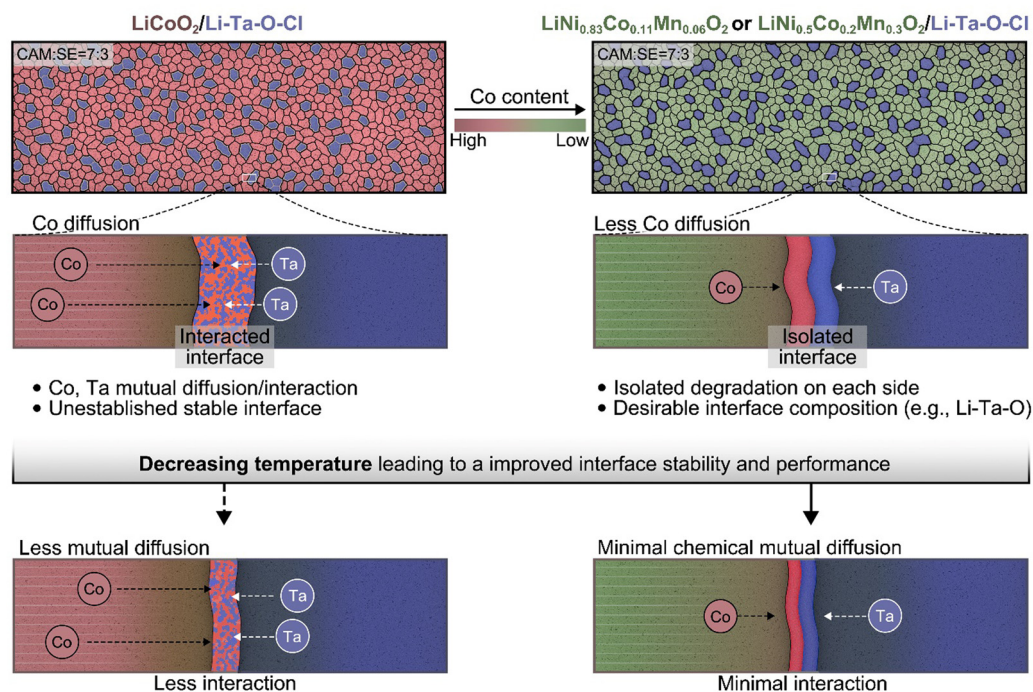 LiCoO₂/Li-Ta-O-Cl
CAM:SE=7:3
Co content
High
Low
LiNi₀.₈₃Co₀.₁₁Mn₀.₀₆O₂ or LiNi₀.₅Co₀.₂Mn₀.₃O₂/Li-Ta-O-Cl
CAM:SE=7:3
Co diffusion
Co
Ta
Co
Ta
Interacted
interface
• Co, Ta mutual diffusion/interaction
• Unestablished stable interface
Less Co diffusion
Co
Ta
Isolated
interface
• Isolated degradation on each side
• Desirable interface composition (e.g., Li-Ta-O)
Decreasing temperature leading to a improved interface stability and performance
Less mutual diffusion
Co
Ta
Co
Ta
Less interaction
Minimal chemical mutual diffusion
Co
Ta
Minimal interaction